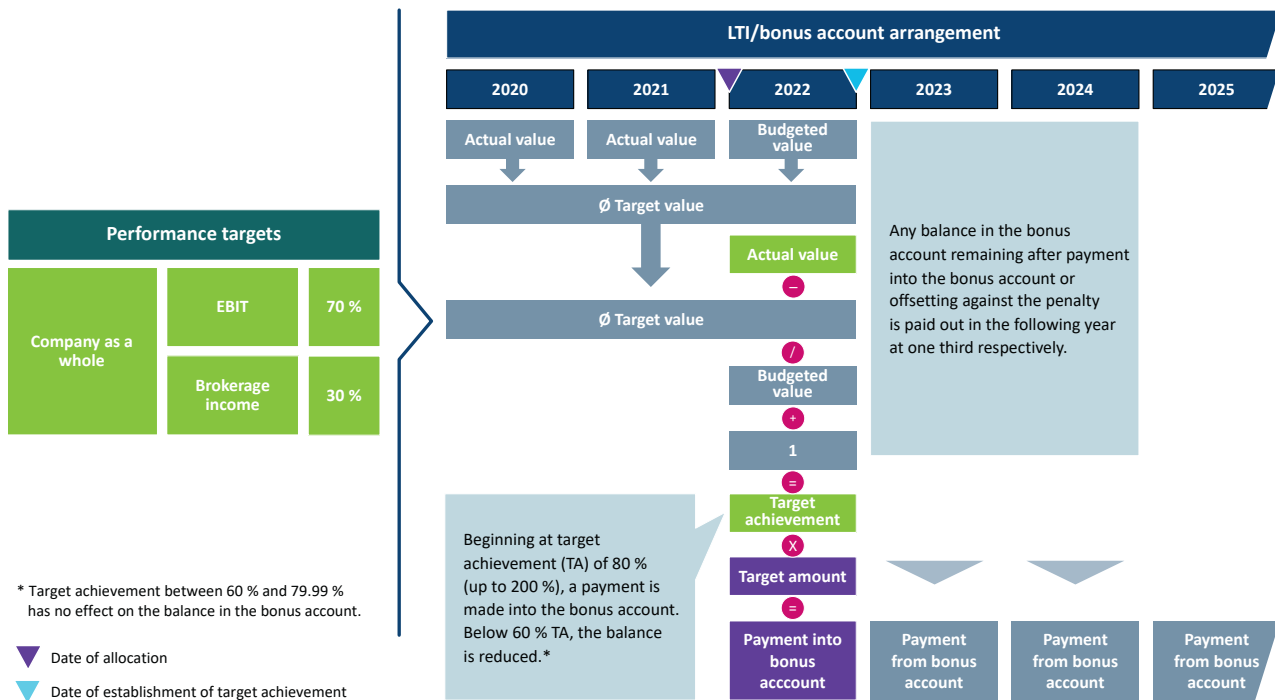 LTI/bonus account arrangement
2020
2021
2022
2023
2024
2025
Actual value
Actual value
Budgeted
value
Ø Target value
Performance targets
Company as a
whole
EBIT
70 %
Brokerage
income
30 %
Actual value
–
Ø Target value
/
Budgeted
value
+
1
=
Target
achievement
X
Target amount
=
Payment into
bonus
acccount
Any balance in the bonus
account remaining after payment
into the bonus account or
offsetting against the penalty
is paid out in the following year
at one third respectively.
Beginning at target
achievement (TA) of 80 %
(up to 200 %), a payment is
made into the bonus account.
Below 60 % TA, the balance
is reduced.*
Payment
from bonus
account
Payment
from bonus
account
Payment
from bonus
account
* Target achievement between 60 % and 79.99 %
has no effect on the balance in the bonus account.
Date of allocation
Date of establishment of target achievement